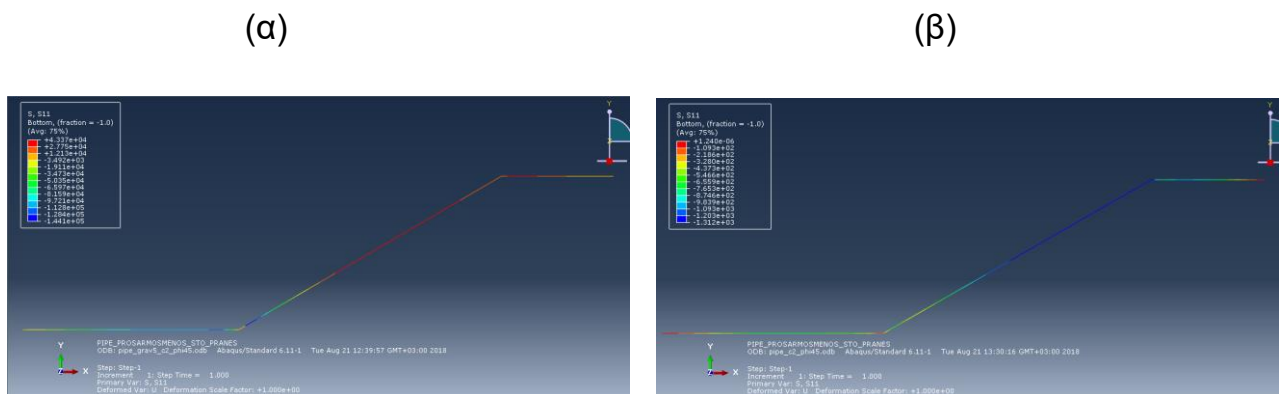 (α)
(β)
S, S11
Bottom, (fraction = -1.0)
(Avg: 75%)
+4.337e+04
+2.775e+04
+1.213e+04
-3.492e+03
-1.911e+04
-3.473e+04
-5.035e+04
-6.597e+04
-8.159e+04
-9.721e+04
-1.128e+05
-1.284e+05
-1.441e+05
Y
PIPE_PROSARMOSMENOS_STO_PRANES
ODB: pipe_grav5_c2_phi45.odb Abaqus/Standard 6.11-1 Tue Aug 21 12:39:57 GMT+03:00 2018
Y
Z
X
Step: Step-1
Increment 1: Step Time = 1.000
Primary Var: S, S11
Deformed Var: U Deformation Scale Factor: +1.000e+00
S, S11
Bottom, (fraction = -1.0)
(Avg: 75%)
+1.240e-06
-1.093e+02
-2.186e+02
-3.280e+02
-4.373e+02
-5.466e+02
-6.559e+02
-7.653e+02
-8.746e+02
-9.839e+02
-1.093e+03
-1.203e+03
-1.312e+03
Y
PIPE_PROSARMOSMENOS_STO_PRANES
ODB: pipe_c2_phi45.odb Abaqus/Standard 6.11-1 Tue Aug 21 13:30:16 GMT+03:00 2018
Y
Z
X
Step: Step-1
Increment 1: Step Time = 1.000
Primary Var: S, S11
Deformed Var: U Deformation Scale Factor: +1.000e+00